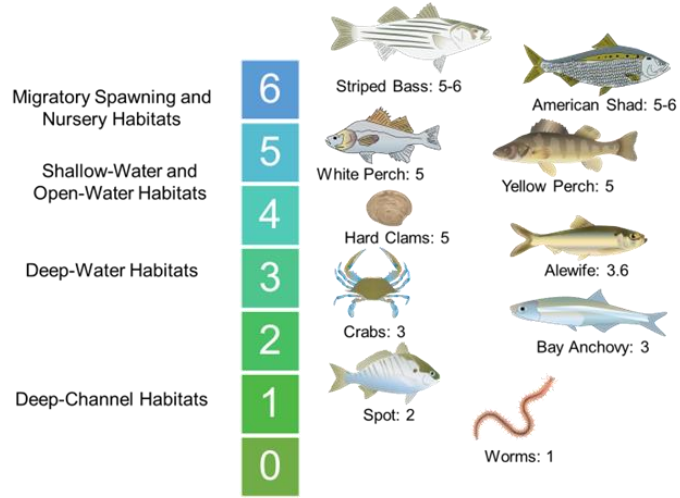 Striped Bass: 5-6
American Shad: 5-6
Migratory Spawning and
Nursery Habitats
6
White Perch: 5
Yellow Perch: 5
Shallow-Water and
Open-Water Habitats
5
4
Hard Clams: 5
Alewife: 3.6
Deep-Water Habitats
3
Crabs: 3
Bay Anchovy: 3
2
Deep-Channel Habitats
1
Spot: 2
Worms: 1
0